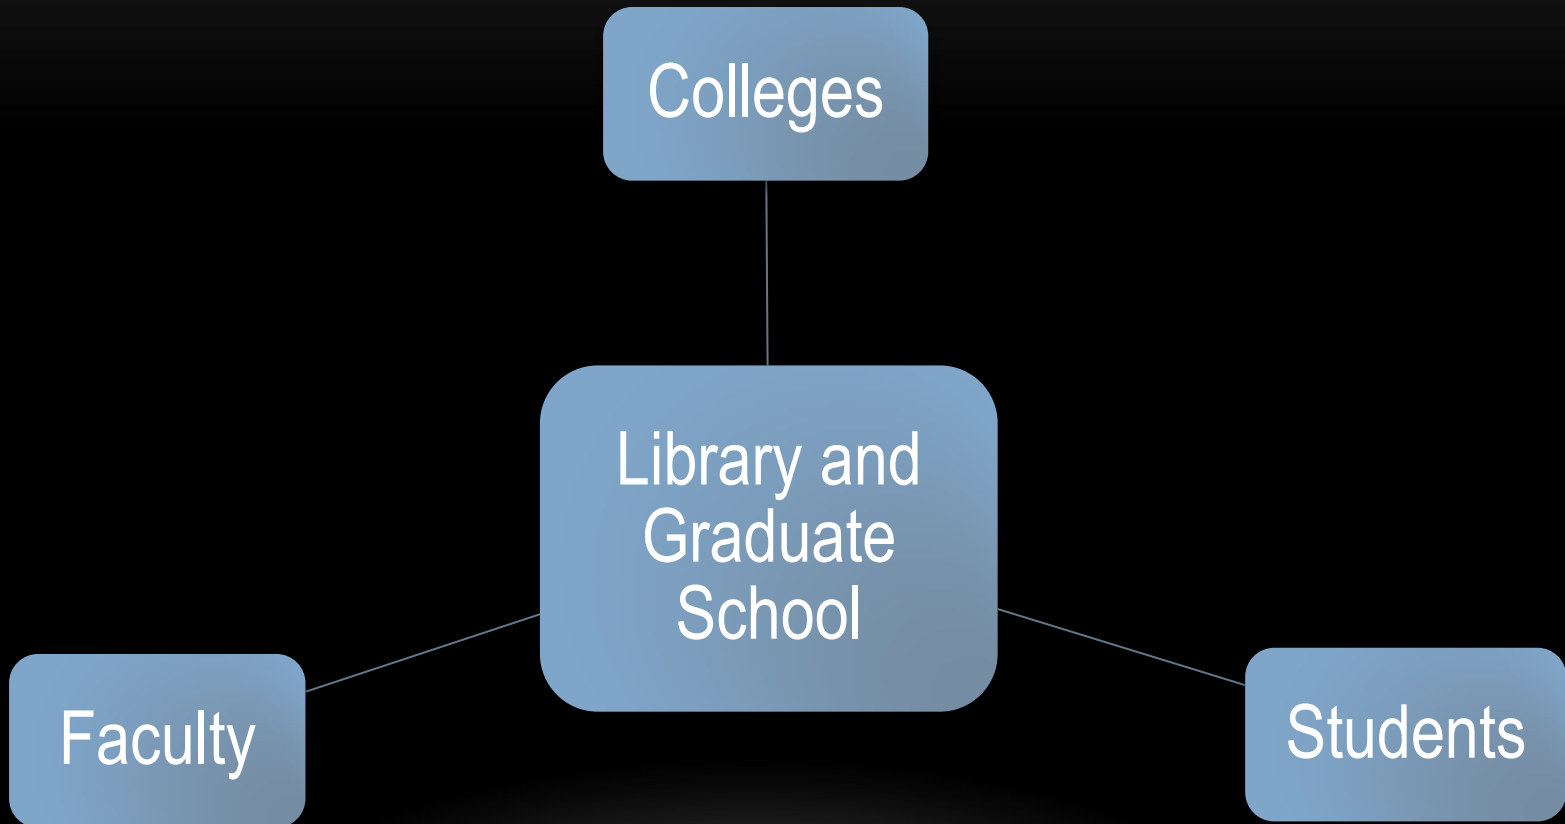 Colleges
Library and
Graduate
School
Faculty
Students